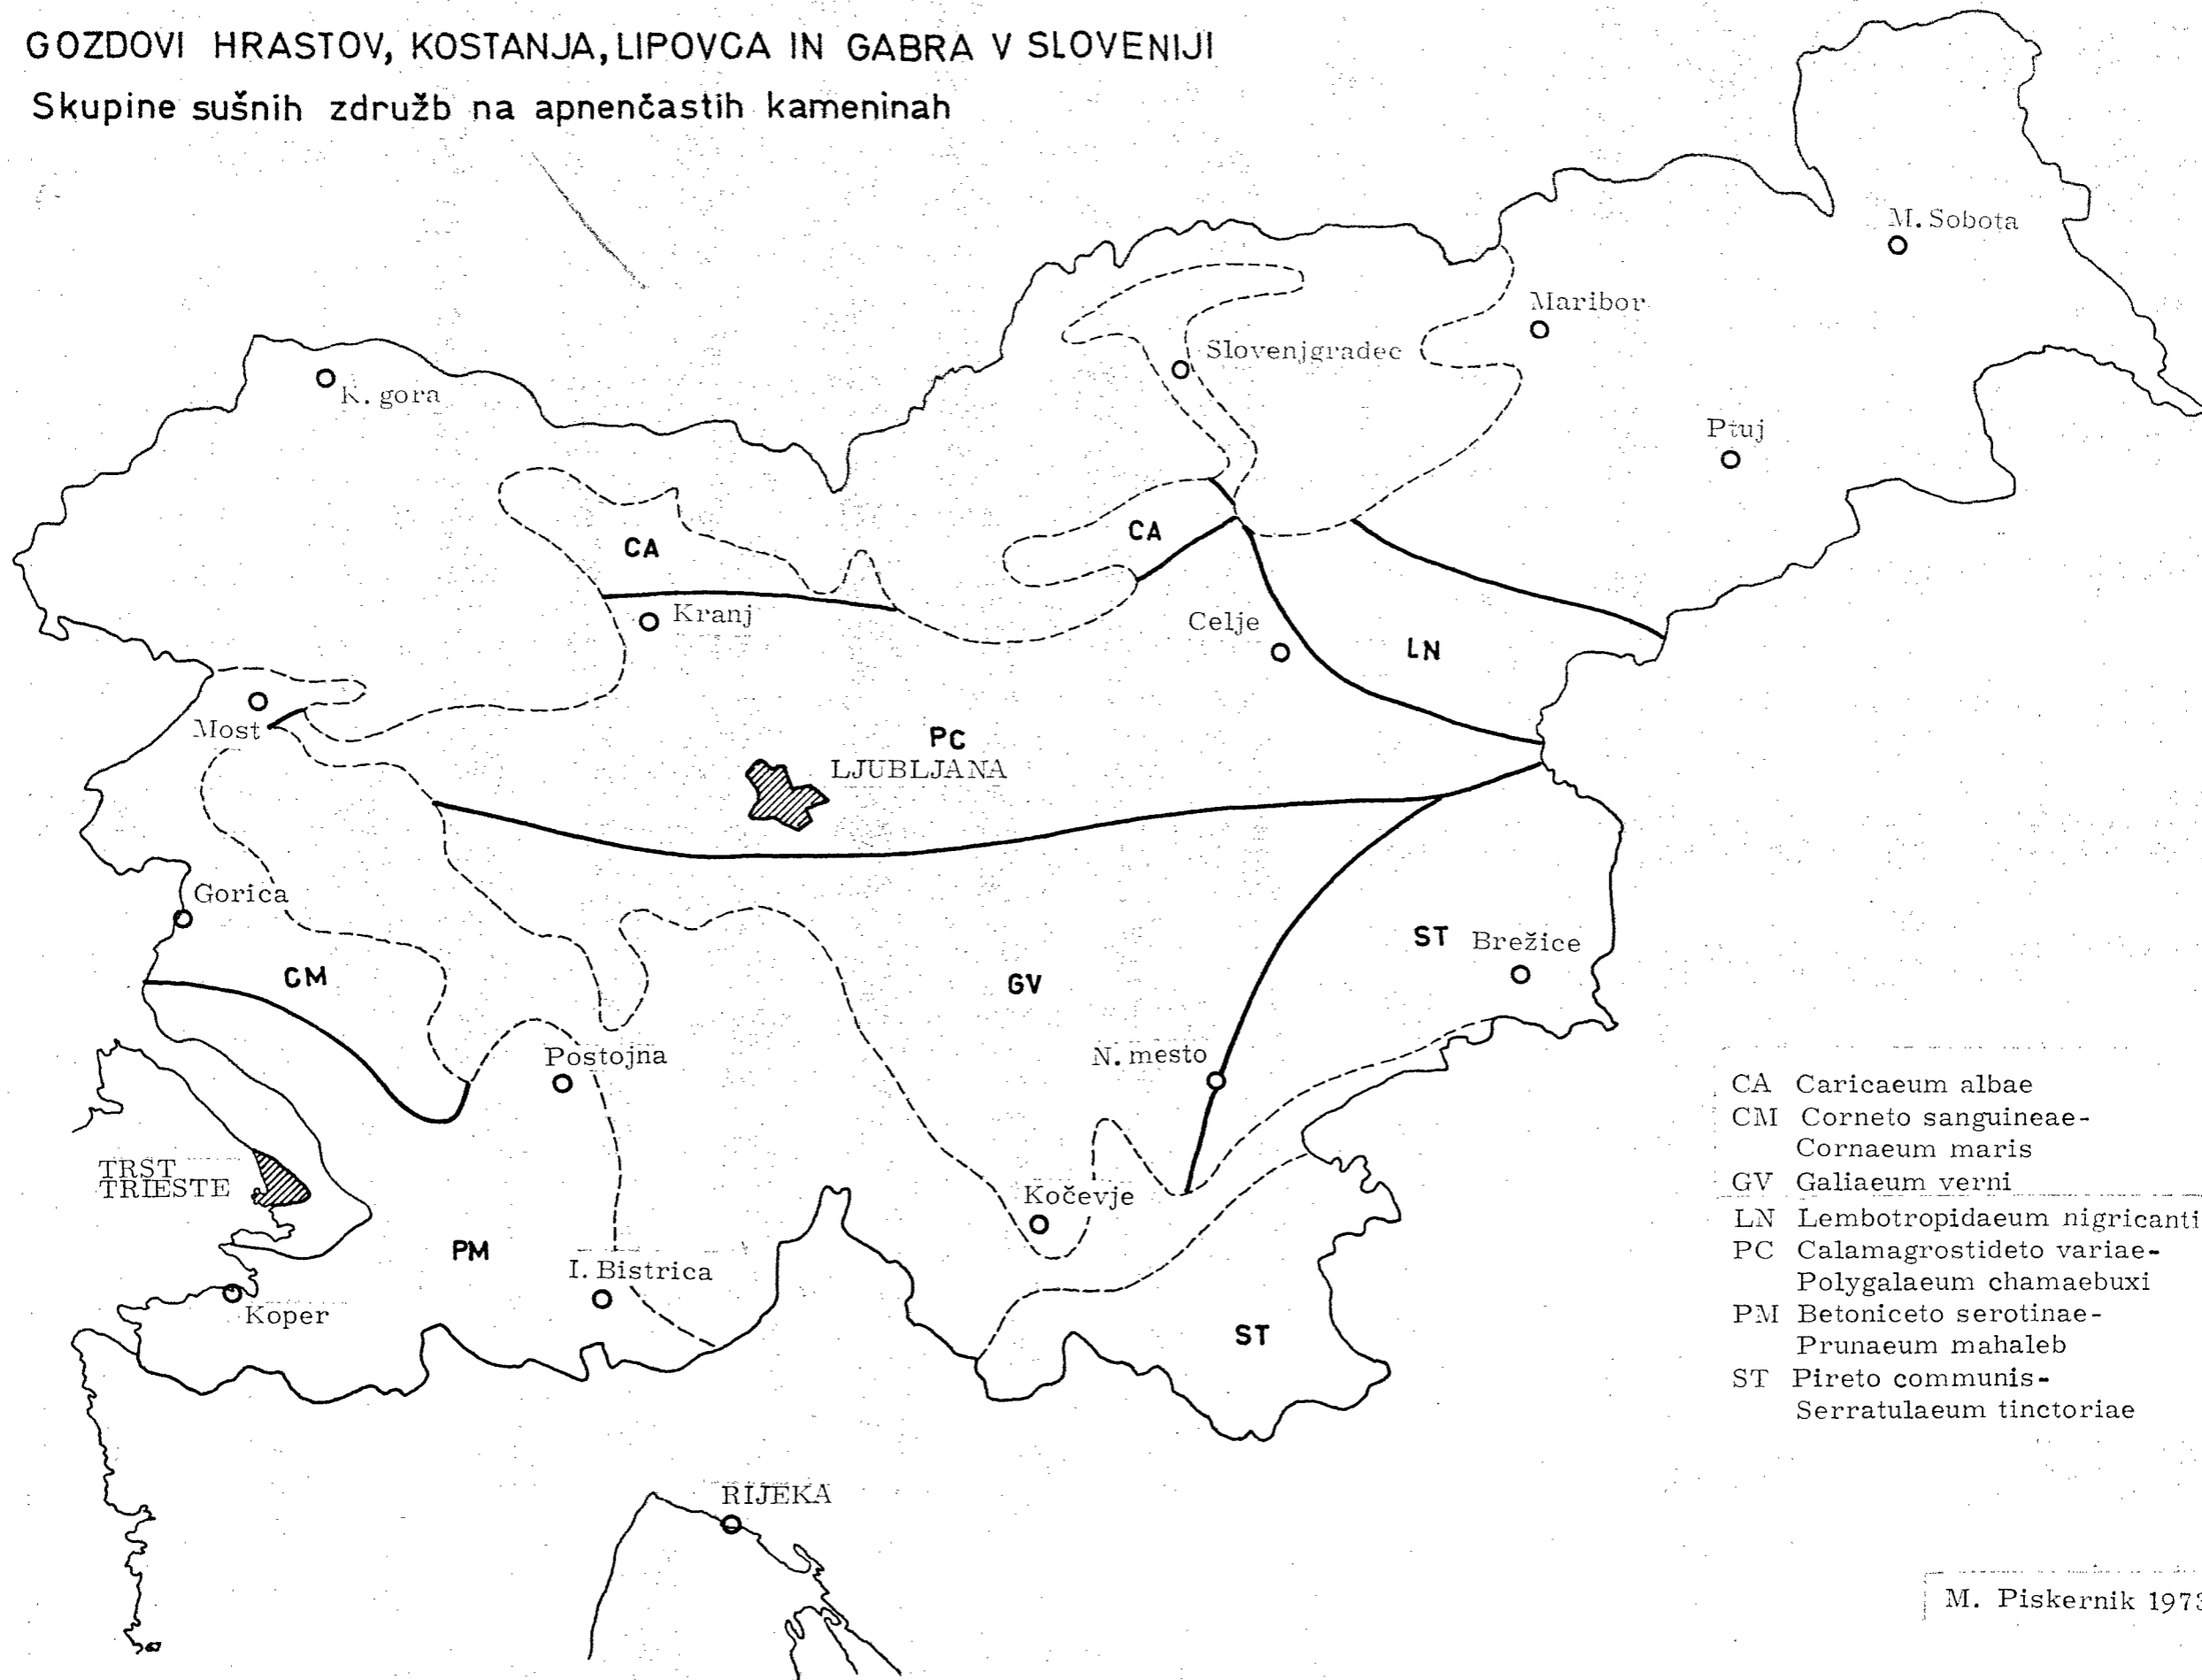 GOZDOVI HRASTOV, KOSTANJA, LIPOVCA IN GABRA V SLOVENIJI
Skupine sušnih združb na apnenčastih kameninah
M. Sobota
Maribor
Slovenjgradec
K. gora
Ptuj
CA
CA
Kranj
Celje
LN
Most
PC
LJUBLJANA
Gorica
CM
GV
ST
Brežice
Postojna
N. mesto
TRST
TRIESTE
Kočevje
PM
I. Bistrica
Koper
ST
RIJEKA
CA Caricaeum albae
CM Corneto sanguineae-
Cornaeum maris
GV Galiaeum verni
LN Lembotropidaeum nigricanti
PC Calamagrostideto variae-
Polygalaeum chamaebuxi
PM Betoniceto serotinae-
Prunaeum mahaleb
ST Pireto communis-
Serratulaeum tinctoriae
M. Piskernik 1973